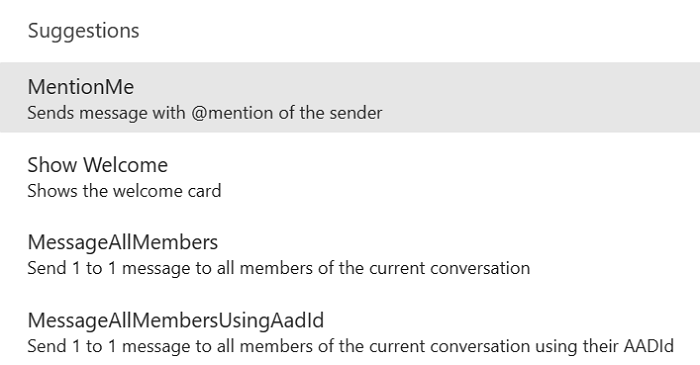 Suggestions
MentionMe
Sends message with @mention of the sender
Show Welcome
Shows the welcome card
MessageAllMembers
Send 1 to 1 message to all members of the current conversation
MessageAllMembersUsingAadId
Send 1 to 1 message to all members of the current conversation using their AADId